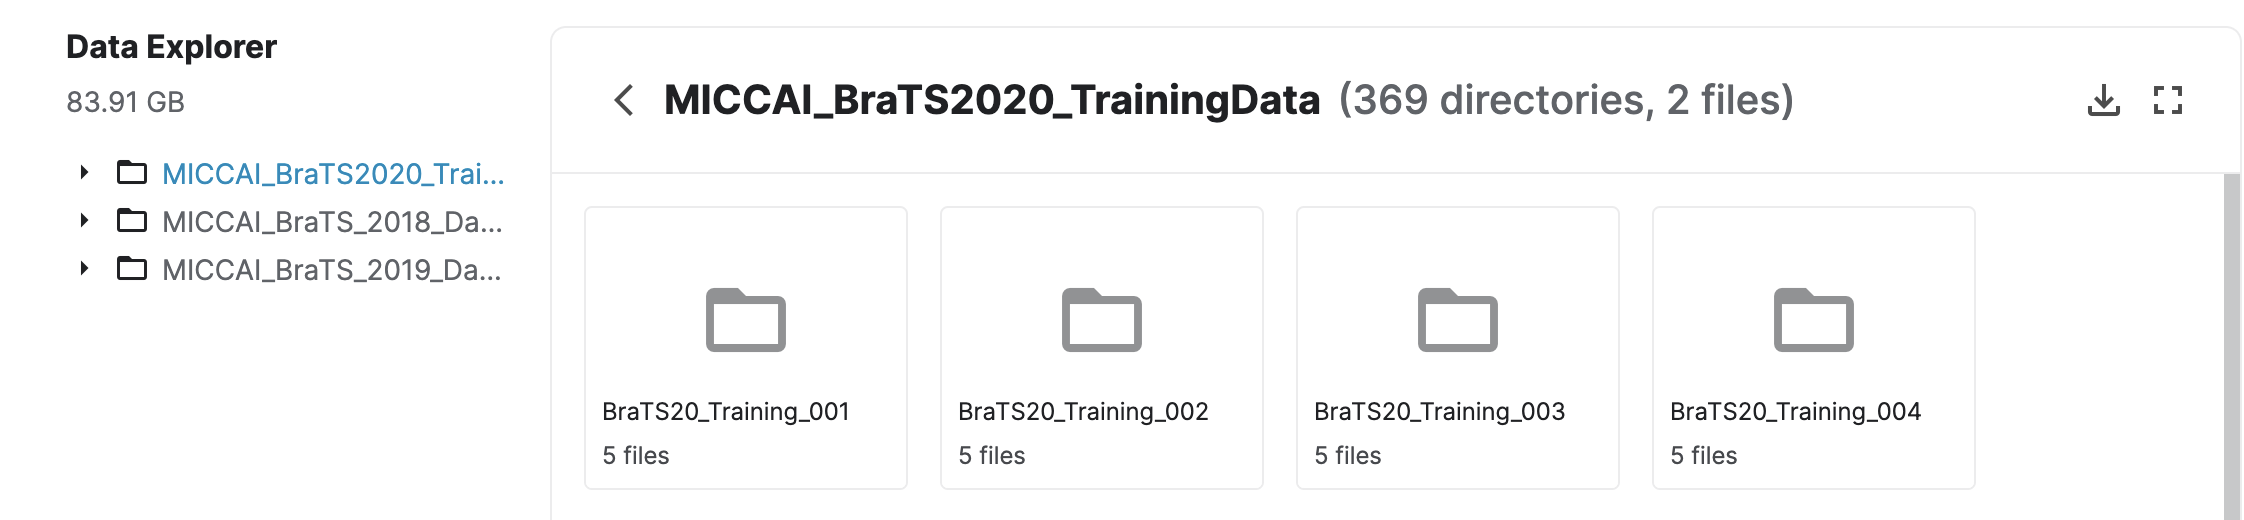 Data Explorer
83.91 GB
MICCAI_BraTS2020_Trai...
MICCAI_BraTS_2018_Da...
MICCAI_BraTS_2019_Da...
MICCAI_BraTS2020_TrainingData (369 directories, 2 files)
BraTS20_Training_001
5 files
BraTS20_Training_002
5 files
BraTS20_Training_003
5 files
BraTS20_Training_004
5 files